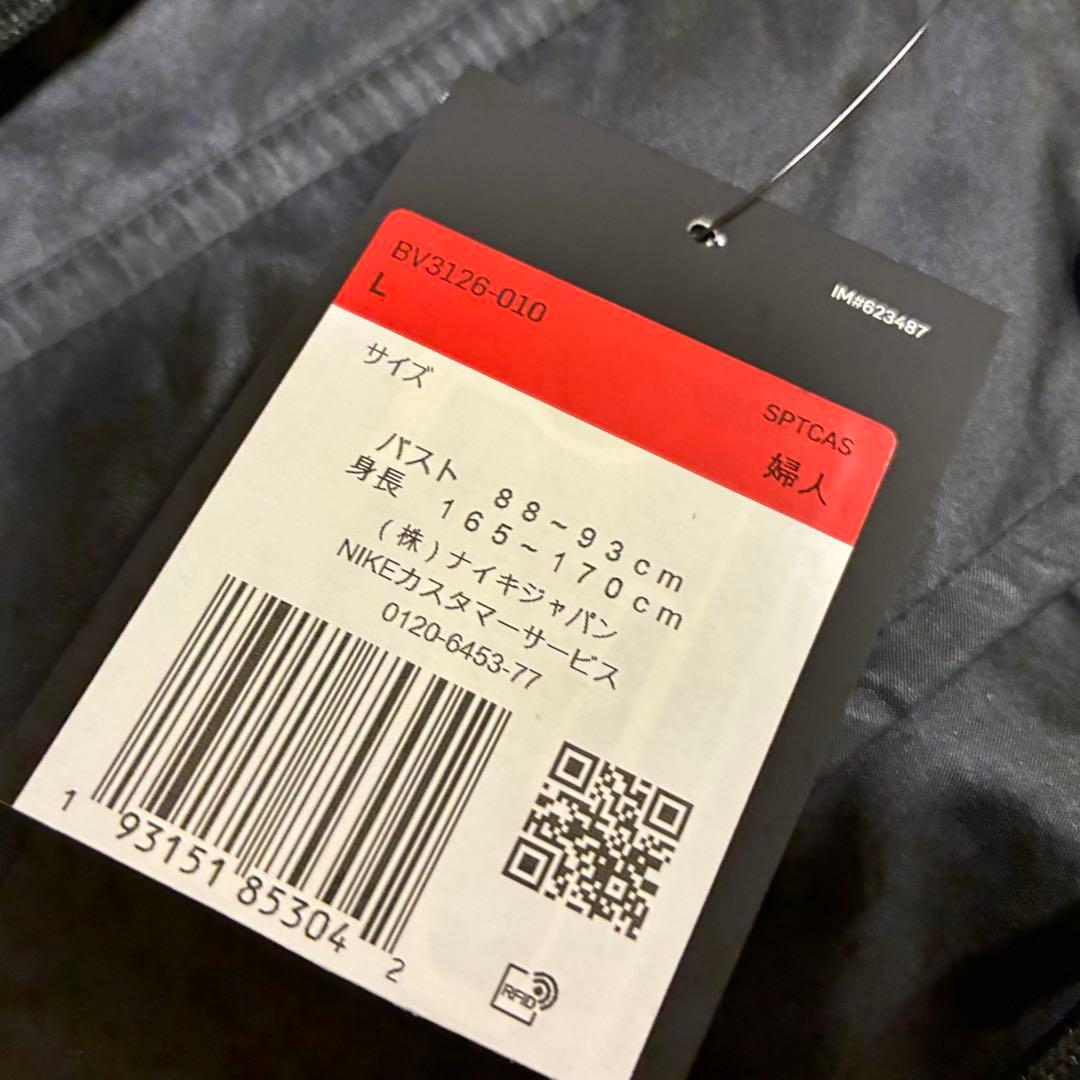 IM#623487
BV3126-010
L
SPTCAS
婦人
サイズ
バスト 88~93cm
身長 165~170cm
(株)ナイキジャパン
NIKEカスタマーサービス
0120-6453-77
1 93151 85304 2
RFID